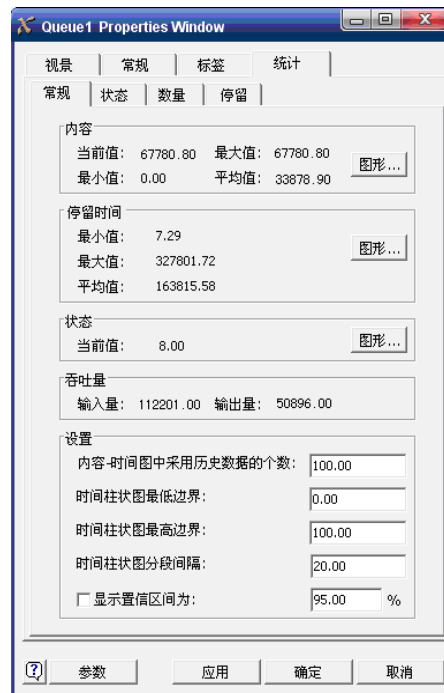 Queue1 Properties Window
视景 常规 标签 统计
常规 状态 数量 停留
内容
当前值: 67780.80 最大值: 67780.80
最小值: 0.00 平均值: 33878.90
图形...
停留时间
最小值: 7.29
最大值: 327801.72
平均值: 163815.58
图形...
状态
当前值: 8.00
图形...
吞吐量
输入量: 112201.00 输出量: 50896.00
设置
内容-时间图中采用历史数据的个数: 100.00
时间柱状图最低边界: 0.00
时间柱状图最高边界: 100.00
时间柱状图分段间隔: 20.00
显示置信区间为: 95.00 %
? 参数 应用 确定 取消